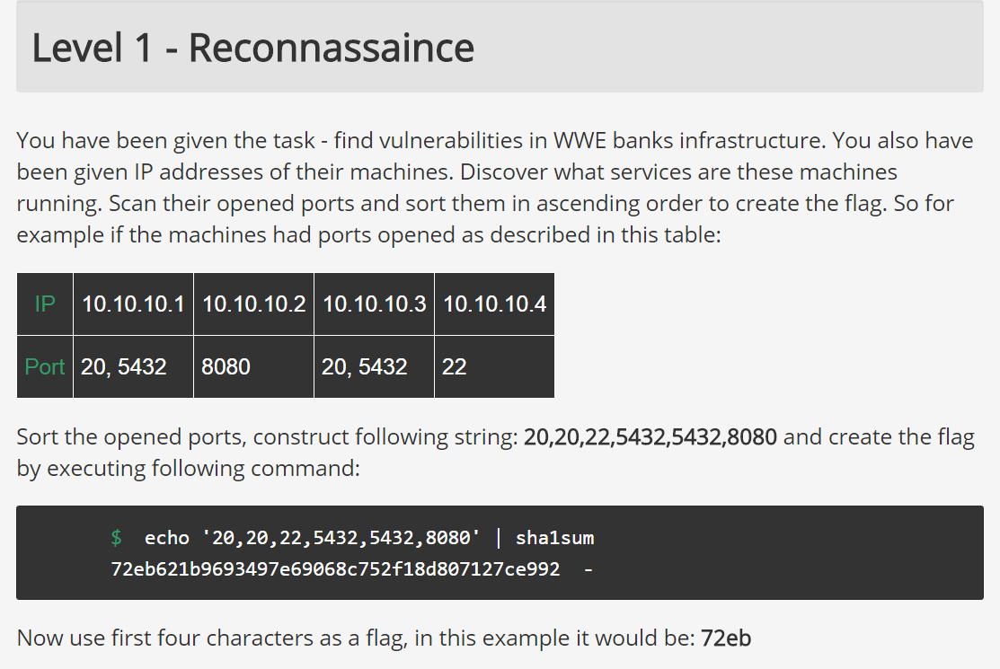 Level 1 - Reconnassaince
You have been given the task - find vulnerabilities in WWE banks infrastructure. You also have
been given IP addresses of their machines. Discover what services are these machines
running. Scan their opened ports and sort them in ascending order to create the flag. So for
example if the machines had ports opened as described in this table:
IP 10.10.10.1 10.10.10.2 10.10.10.3 10.10.10.4
Port 20, 5432 8080 20, 5432 22
Sort the opened ports, construct following string: 20,20,22,5432,5432,8080 and create the flag
by executing following command:
$ echo '20,20,22,5432,5432,8080' | sha1sum
72eb621b9693497e69068c752f18d807127ce992 -
Now use first four characters as a flag, in this example it would be: 72eb